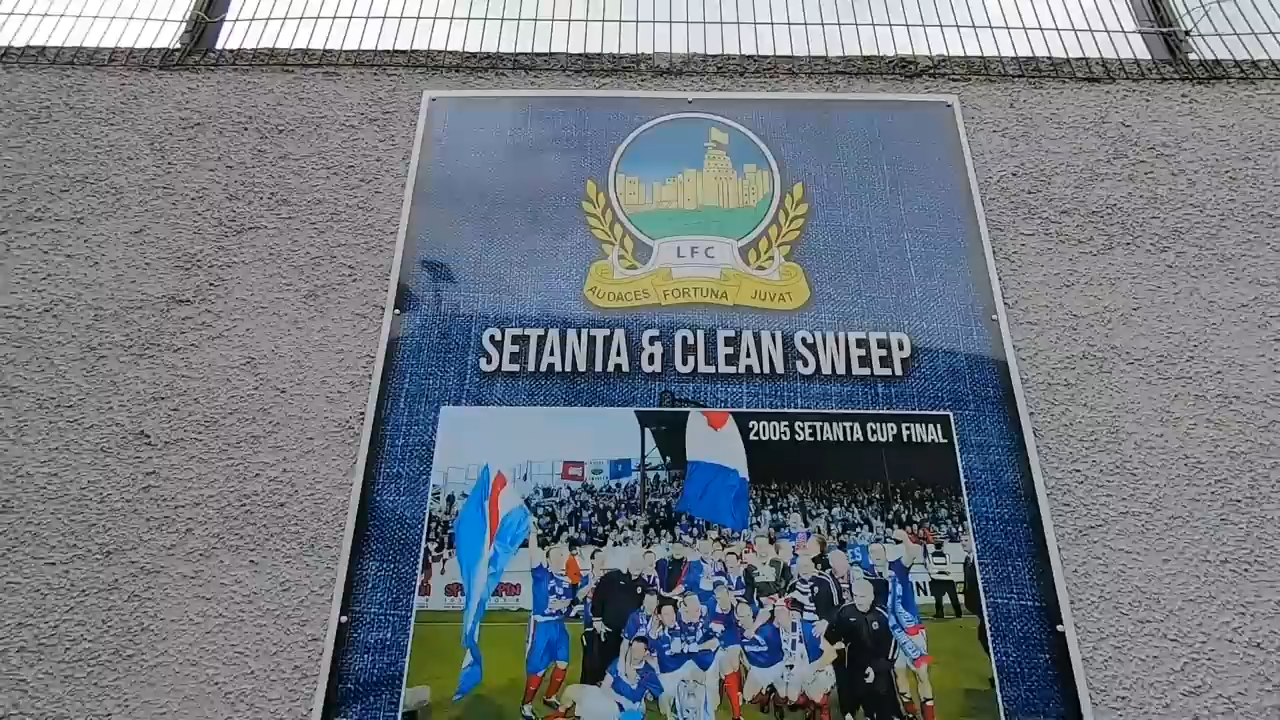 LFC
AUDACES FORTUNA JUVAT
SETANTA & CLEAN SWEEP
2005 SETANTA CUP FINAL